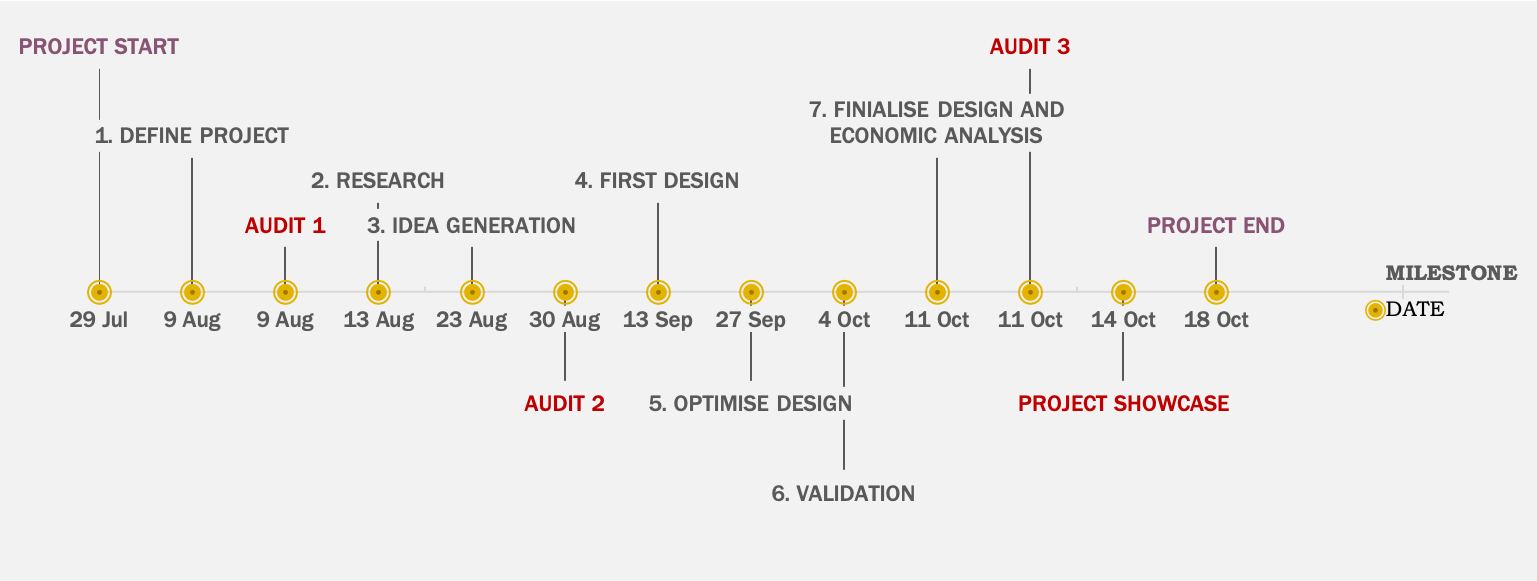 PROJECT START
AUDIT 3
7. FINIALISE DESIGN AND
ECONOMIC ANALYSIS
1. DEFINE PROJECT
2. RESEARCH
4. FIRST DESIGN
AUDIT 1
3. IDEA GENERATION
PROJECT END
MILESTONE
DATE
29 Jul
9 Aug
9 Aug
13 Aug
23 Aug
30 Aug
13 Sep
27 Sep
4 Oct
11 Oct
11 Oct
14 Oct
18 Oct
AUDIT 2
5. OPTIMISE DESIGN
PROJECT SHOWCASE
6. VALIDATION